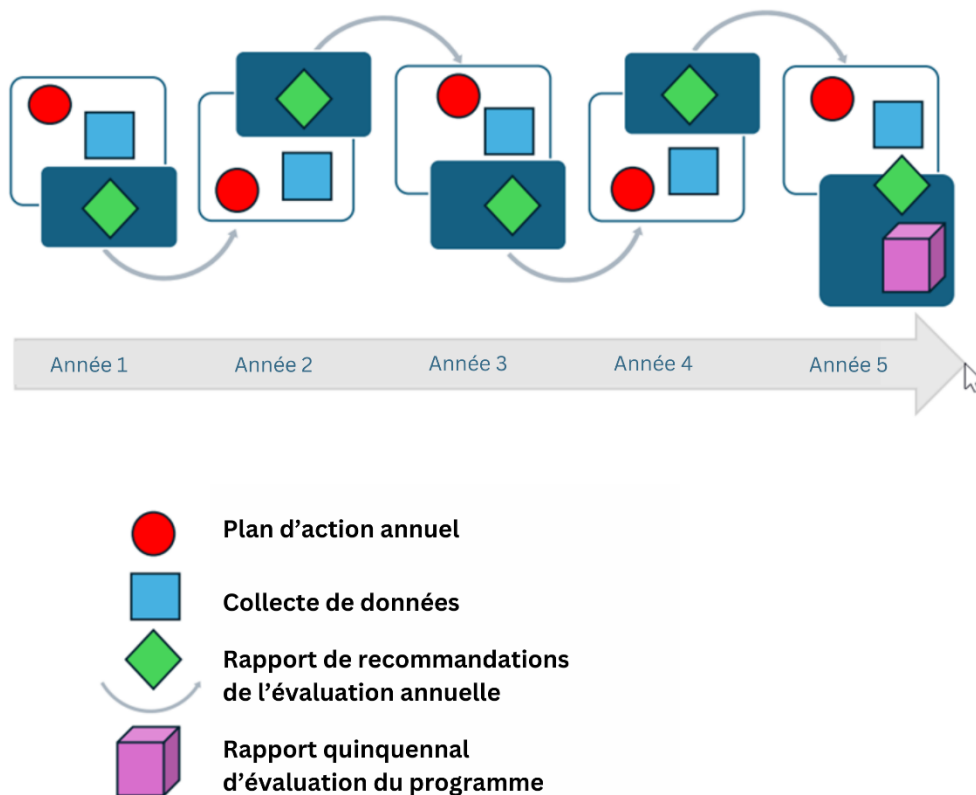 Année 1
Année 2
Année 3
Année 4
Année 5
Plan d’action annuel
Collecte de données
Rapport de recommandations
de l’évaluation annuelle
Rapport quinquennal
d’évaluation du programme